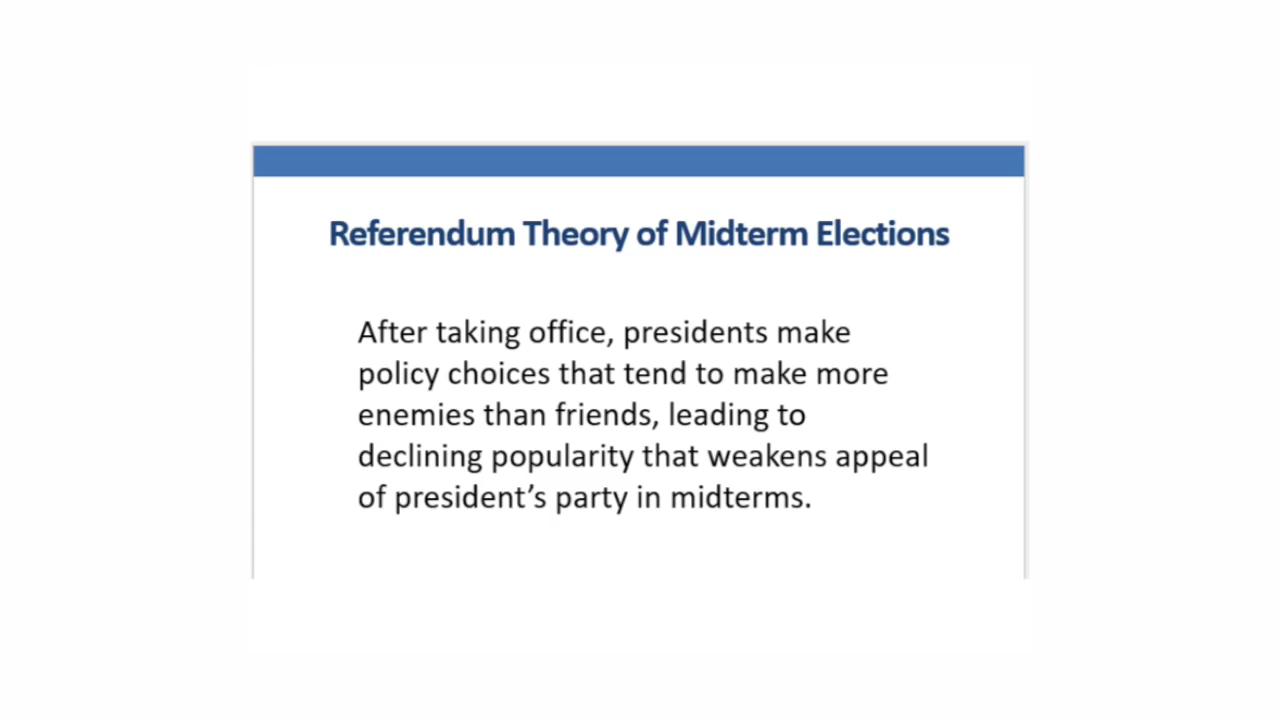 Referendum Theory of Midterm Elections
After taking office, presidents make
policy choices that tend to make more
enemies than friends, leading to
declining popularity that weakens appeal
of president’s party in midterms.